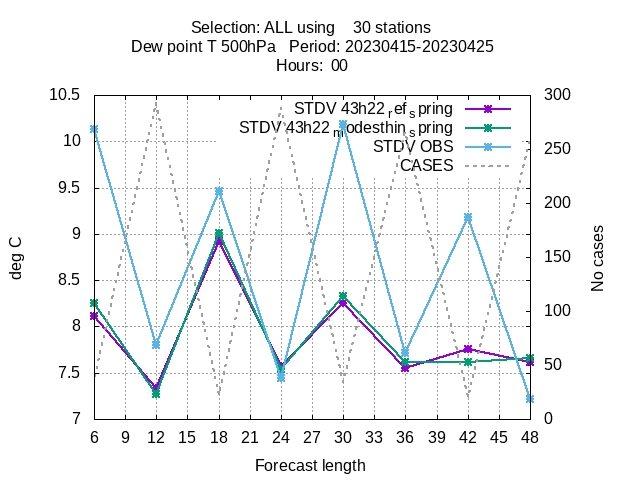 Selection: ALL using    30 stations
Dew point T 500hPa   Period: 20230415-20230425
Hours:  00
STDV 43h22_ref_spring
STDV 43h22_modesthin_spring
STDV OBS
CASES
10.5
10
9.5
9
8.5
8
7.5
7
300
250
200
150
100
50
0
deg C
No cases
6 9 12 15 18 21 24 27 30 33 36 39 42 45 48
Forecast length